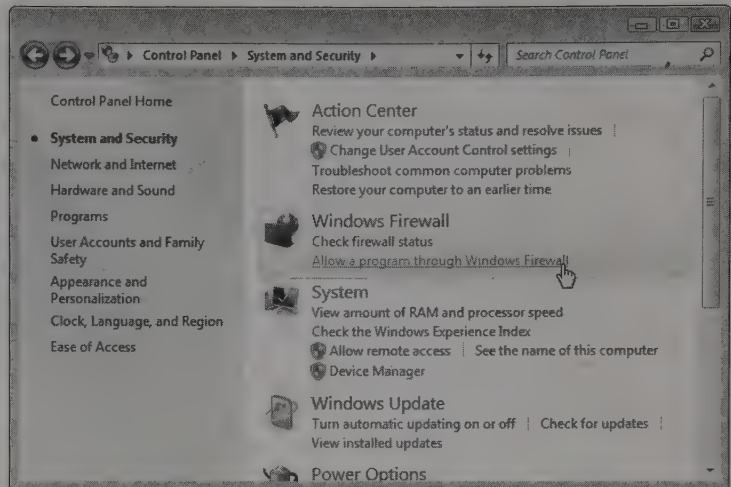 Control Panel ▸ System and Security ▸
Search Control Panel
Control Panel Home
• System and Security
Network and Internet
Hardware and Sound
Programs
User Accounts and Family
Safety
Appearance and
Personalization
Clock, Language, and Region
Ease of Access
Action Center
Review your computer's status and resolve issues
Change User Account Control settings
Troubleshoot common computer problems
Restore your computer to an earlier time
Windows Firewall
Check firewall status
Allow a program through Windows Firewall
System
View amount of RAM and processor speed
Check the Windows Experience Index
Allow remote access | See the name of this computer
Device Manager
Windows Update
Turn automatic updating on or off | Check for updates |
View installed updates
Power Options